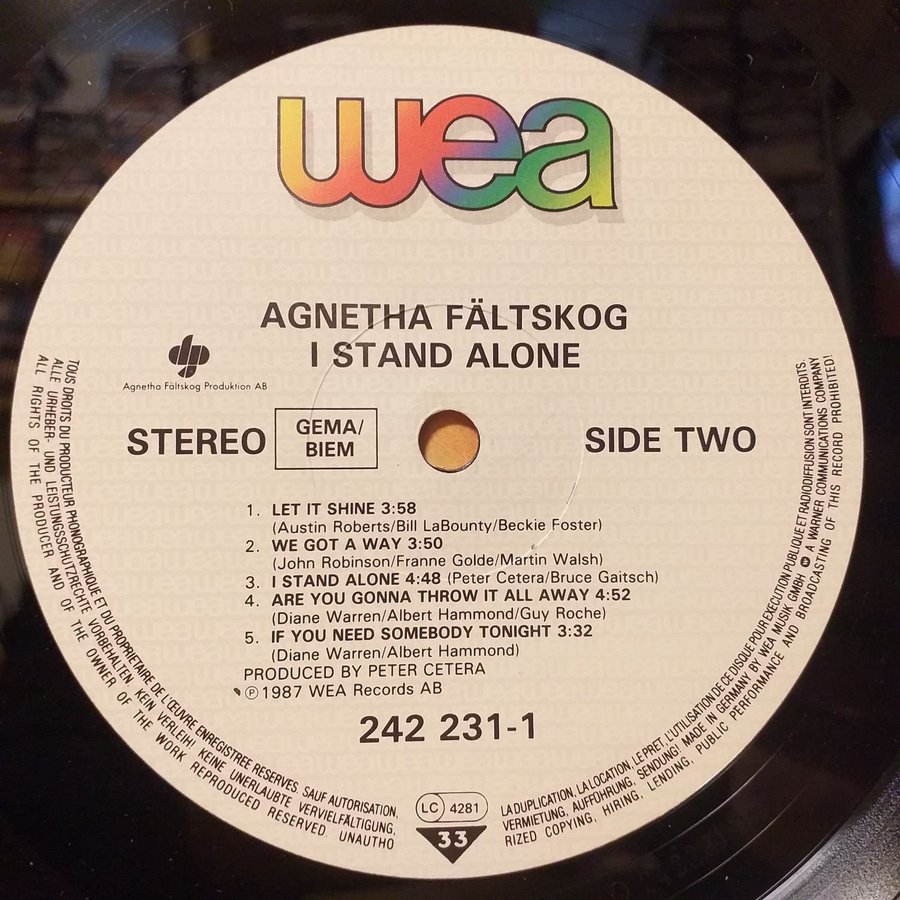 wea
AGNETHA FÄLTSKOG
I STAND ALONE
Agnetha Fältskog Produktion AB
STEREO
GEMA/
BIEM
SIDE TWO
1. LET IT SHINE 3:58
(Austin Roberts/Bill LaBounty/Beckie Foster)
2. WE GOT A WAY 3:50
(John Robinson/Franne Golde/Martin Walsh)
3. I STAND ALONE 4:48 (Peter Cetera/Bruce Gaitsch)
4. ARE YOU GONNA THROW IT ALL AWAY 4:52
(Diane Warren/Albert Hammond/Guy Roche)
5. IF YOU NEED SOMEBODY TONIGHT 3:32
(Diane Warren/Albert Hammond)
PRODUCED BY PETER CETERA
℗ 1987 WEA Records AB
242 231-1
LC 4281
33
TOUS DROITS DU PRODUCTEUR PHONOGRAPHIQUE ET DU PROPRIETAIRE DE L'ŒUVRE ENREGISTREE RESERVES. SAUF AUTORISATION, LA DUPLICATION, LA LOCATION, LE PRET, L'UTILISATION DE CE DISQUE POUR EXECUTION PUBLIQUE ET RADIODIFFUSION SONT INTERDITS.
ALLE URHEBER- UND LEISTUNGSSCHUTZRECHTE VORBEHALTEN. KEIN VERLEIH! KEINE UNERLAUBTE VERVIELFÄLTIGUNG, VERMIETUNG, AUFFÜHRUNG, SENDUNG! MADE IN GERMANY BY WEA MUSIK GMBH A WARNER COMMUNICATIONS COMPANY
ALL RIGHTS OF THE PRODUCER AND OF THE OWNER OF THE WORK REPRODUCED RESERVED. UNAUTHORIZED COPYING, HIRING, LENDING, PUBLIC PERFORMANCE AND BROADCASTING OF THIS RECORD PROHIBITED!